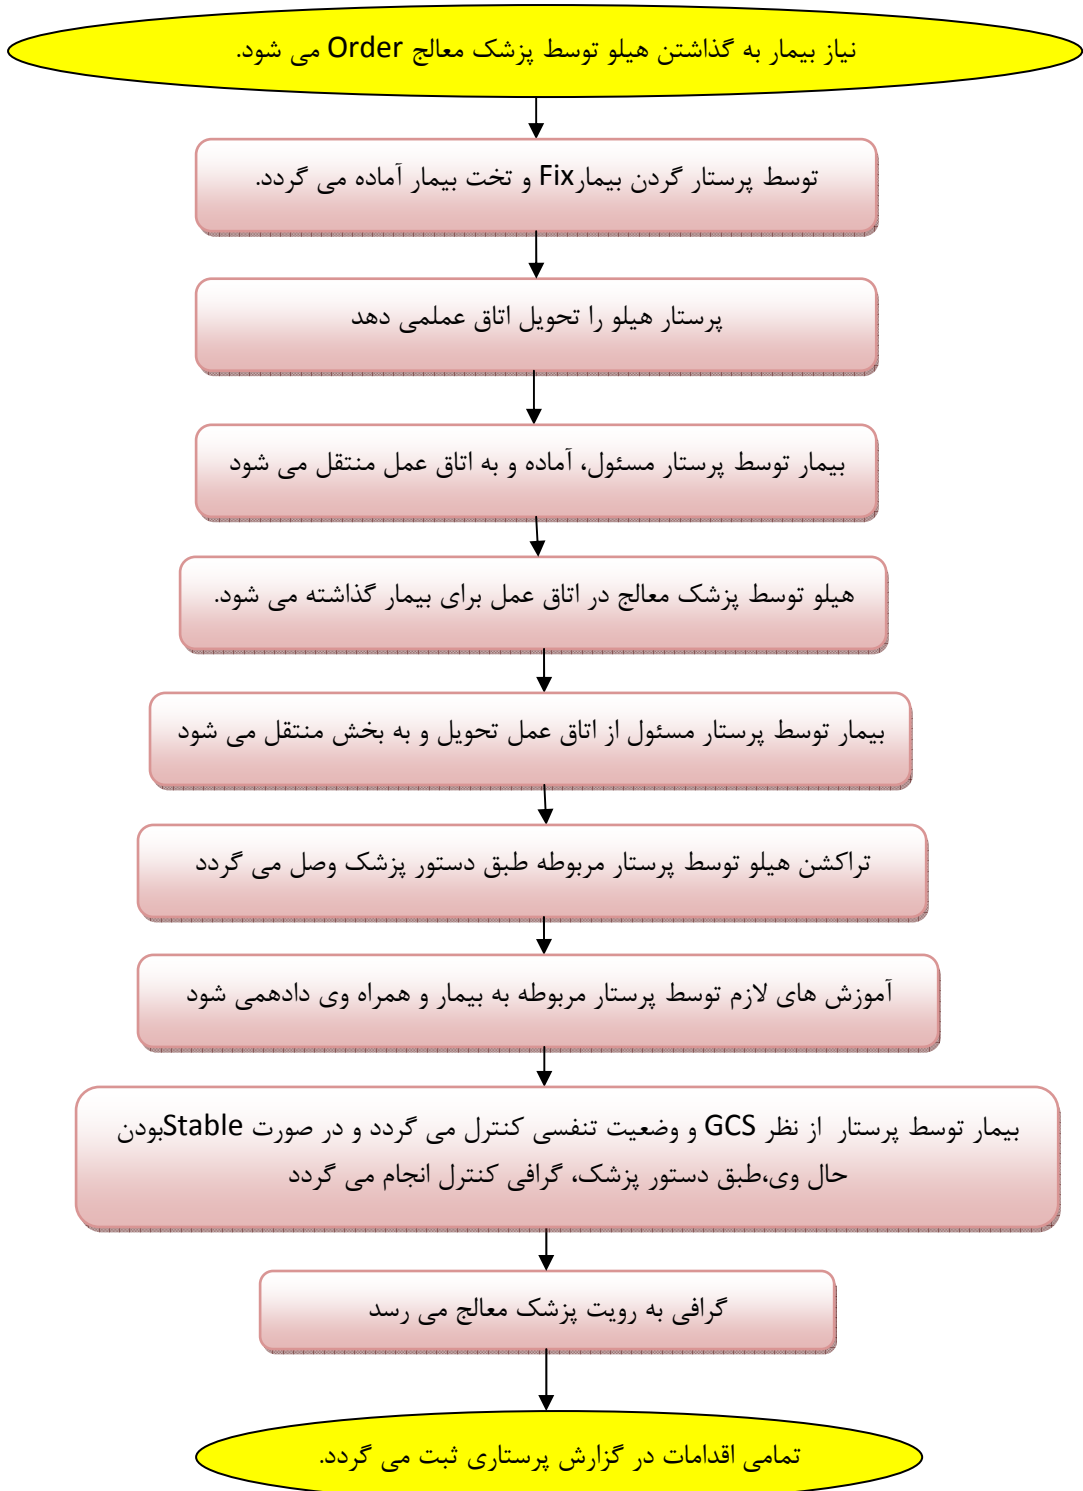 نیاز بیمار به گذاشتن هیلو توسط پزشک معالج Order می شود.
توسط پرستار گردن بیمارFix و تخت بیمار آماده می گردد.
پرستار هیلو را تحویل اتاق عملمی دهد
بیمار توسط پرستار مسئول، آماده و به اتاق عمل منتقل می شود
هیلو توسط پزشک معالج در اتاق عمل برای بیمار گذاشته می شود.
بیمار توسط پرستار مسئول از اتاق عمل تحویل و به بخش منتقل می شود
تراکشن هیلو توسط پرستار مربوطه طبق دستور پزشک وصل می گردد
آموزش های لازم توسط پرستار مربوطه به بیمار و همراه وی دادهمی شود
بیمار توسط پرستار از نظر GCS و وضعیت تنفسی کنترل می گردد و در صورت Stableبودن
حال وی،طبق دستور پزشک، گرافی کنترل انجام می گردد
گرافی به رویت پزشک معالج می رسد
تمامی اقدامات در گزارش پرستاری ثبت می گردد.